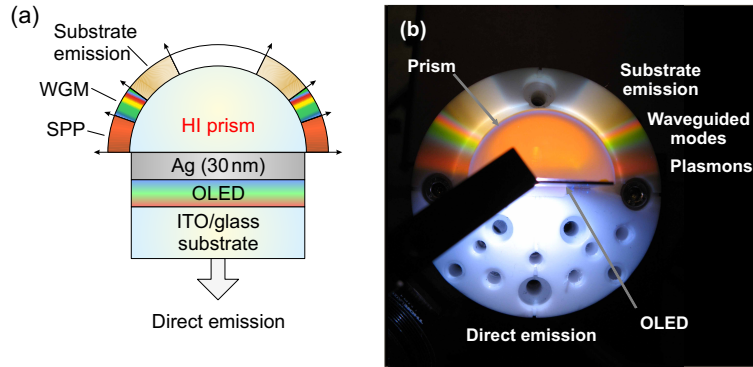 (a)
Substrate
emission
WGM
SPP
HI prism
Ag (30 nm)
OLED
ITO/glass
substrate
Direct emission
(b)
Prism
Substrate
emission
Waveguided
modes
Plasmons
OLED
Direct emission